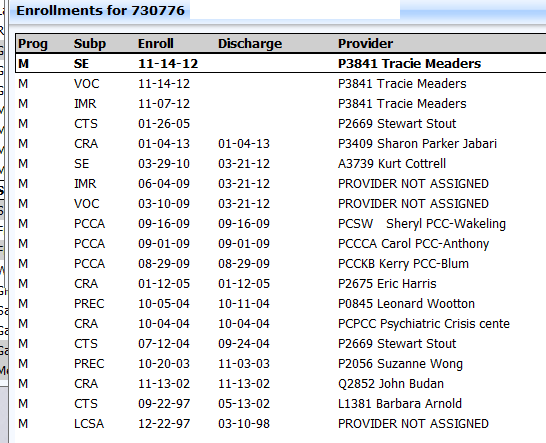 Enrollments for 730776
Prog Subp Enroll Discharge Provider
M SE 11-14-12 P3841 Tracie Meaders
M VOC 11-14-12 P3841 Tracie Meaders
M IMR 11-07-12 P3841 Tracie Meaders
M CTS 01-26-05 P2669 Stewart Stout
M CRA 01-04-13 01-04-13 P3409 Sharon Parker Jabari
M SE 03-29-10 03-21-12 A3739 Kurt Cottrell
M IMR 06-04-09 03-21-12 PROVIDER NOT ASSIGNED
M VOC 03-10-09 03-21-12 PROVIDER NOT ASSIGNED
M PCCA 09-16-09 09-16-09 PCSW Sheryl PCC-Wakeling
M PCCA 09-01-09 09-01-09 PCCCA Carol PCC-Anthony
M PCCA 08-29-09 08-29-09 PCCKB Kerry PCC-Blum
M CRA 01-12-05 01-12-05 P2675 Eric Harris
M PREC 10-05-04 10-11-04 P0845 Leonard Wootton
M CRA 10-04-04 10-04-04 PCPCC Psychiatric Crisis cente
M CTS 07-12-04 09-24-04 P2669 Stewart Stout
M PREC 10-20-03 11-03-03 P2056 Suzanne Wong
M CRA 11-13-02 11-13-02 Q2852 John Budan
M CTS 09-22-97 05-13-02 L1381 Barbara Arnold
M LCSA 12-22-97 03-10-98 PROVIDER NOT ASSIGNED